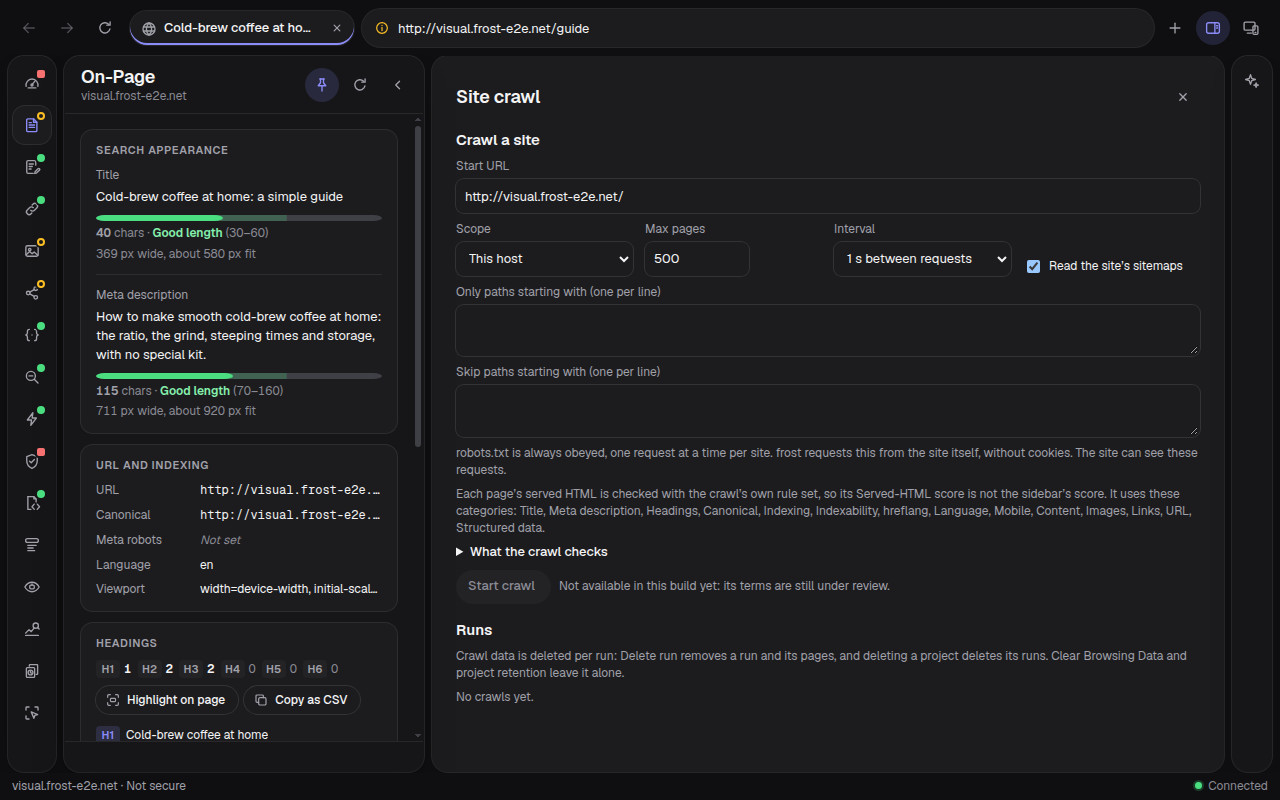 Cold-brew coffee at ho...
http://visual.frost-e2e.net/guide
On-Page
visual.frost-e2e.net
SEARCH APPEARANCE
Title
Cold-brew coffee at home: a simple guide
40 chars · Good length (30–60)
369 px wide, about 580 px fit
Meta description
How to make smooth cold-brew coffee at home:
the ratio, the grind, steeping times and storage,
with no special kit.
115 chars · Good length (70–160)
711 px wide, about 920 px fit
URL AND INDEXING
URL http://visual.frost-e2e.…
Canonical http://visual.frost-e2e.…
Meta robots Not set
Language en
Viewport width=device-width, initial-scal…
HEADINGS
H1 1 H2 2 H3 2 H4 0 H5 0 H6 0
Highlight on page Copy as CSV
H1 Cold-brew coffee at home
Site crawl
Crawl a site
Start URL
http://visual.frost-e2e.net/
Scope Max pages Interval
This host 500 1 s between requests Read the site's sitemaps
Only paths starting with (one per line)
Skip paths starting with (one per line)
robots.txt is always obeyed, one request at a time per site. frost requests this from the site itself, without cookies. The site can see these
requests.
Each page's served HTML is checked with the crawl's own rule set, so its Served-HTML score is not the sidebar's score. It uses these
categories: Title, Meta description, Headings, Canonical, Indexing, Indexability, hreflang, Language, Mobile, Content, Images, Links, URL,
Structured data.
What the crawl checks
Start crawl Not available in this build yet: its terms are still under review.
Runs
Crawl data is deleted per run: Delete run removes a run and its pages, and deleting a project deletes its runs. Clear Browsing Data and
project retention leave it alone.
No crawls yet.
visual.frost-e2e.net · Not secure
Connected